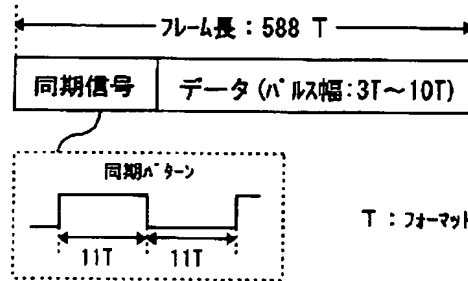 フレーム長：588 T
同期信号
データ(パルス幅：3T～10T)
同期パターン
11T
11T
T：フォーマット